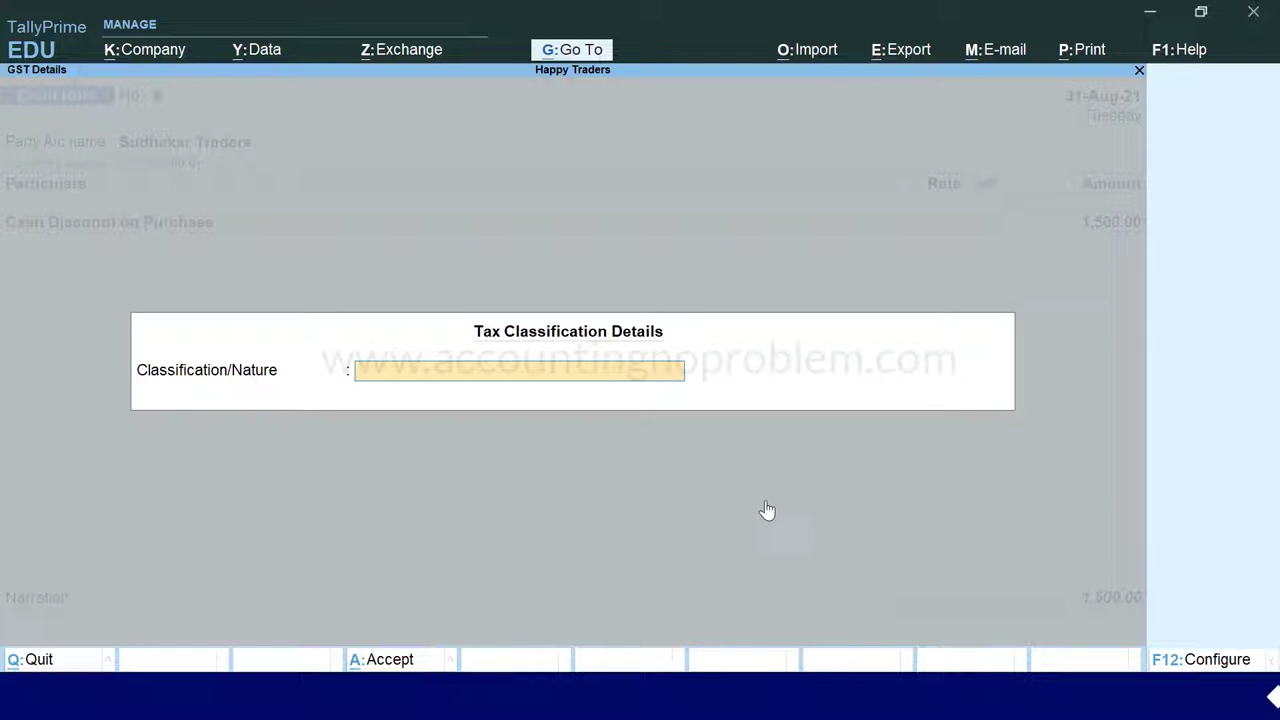 TallyPrime
EDU
MANAGE
K:Company
Y:Data
Z:Exchange
G:Go To
O:Import
E:Export
M:E-mail
P:Print
F1:Help
GST Details
Happy Traders
31-Aug-21
Tuesday
Party A/c name
Sudhakar Traders
Particulars
Rate
Amount
Cash Discount on Purchase
1,500.00
Tax Classification Details
www.accountingnoproblem.com
Classification/Nature :
Narration
1,500.00
Q:Quit
A:Accept
F12:Configure